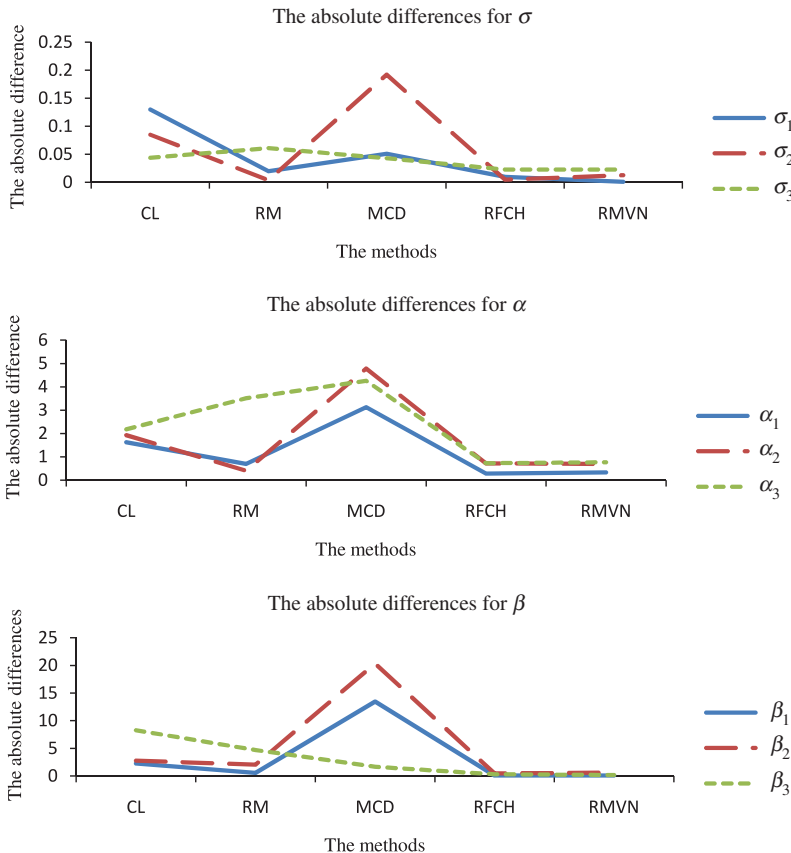 The absolute differences for σ
The absolute difference
0.25
0.2
0.15
0.1
0.05
0
CL RM MCD RFCH RMVN
The methods
σ1
σ2
σ3
The absolute differences for α
The absolute difference
6
5
4
3
2
1
0
CL RM MCD RFCH RMVN
The methods
α1
α2
α3
The absolute differences for β
The absolute differences
25
20
15
10
5
0
CL RM MCD RFCH RMVN
The methods
β1
β2
β3